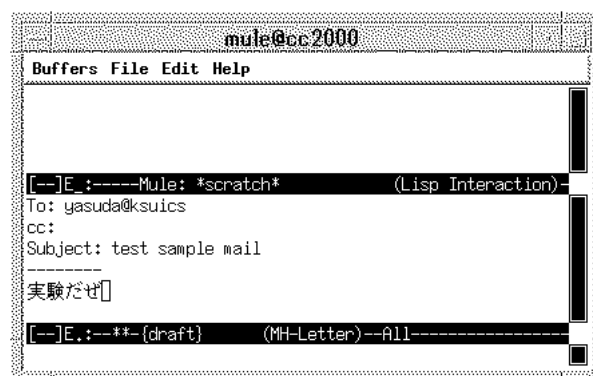 mule@cc2000
Buffers File Edit Help
[--]E_:-----Mule: *scratch* (Lisp Interaction)-
To: yasuda@ksuics
cc:
Subject: test sample mail
--------
実験だぜ
[--]E.:--**-{draft} (MH-Letter)--All-----------------